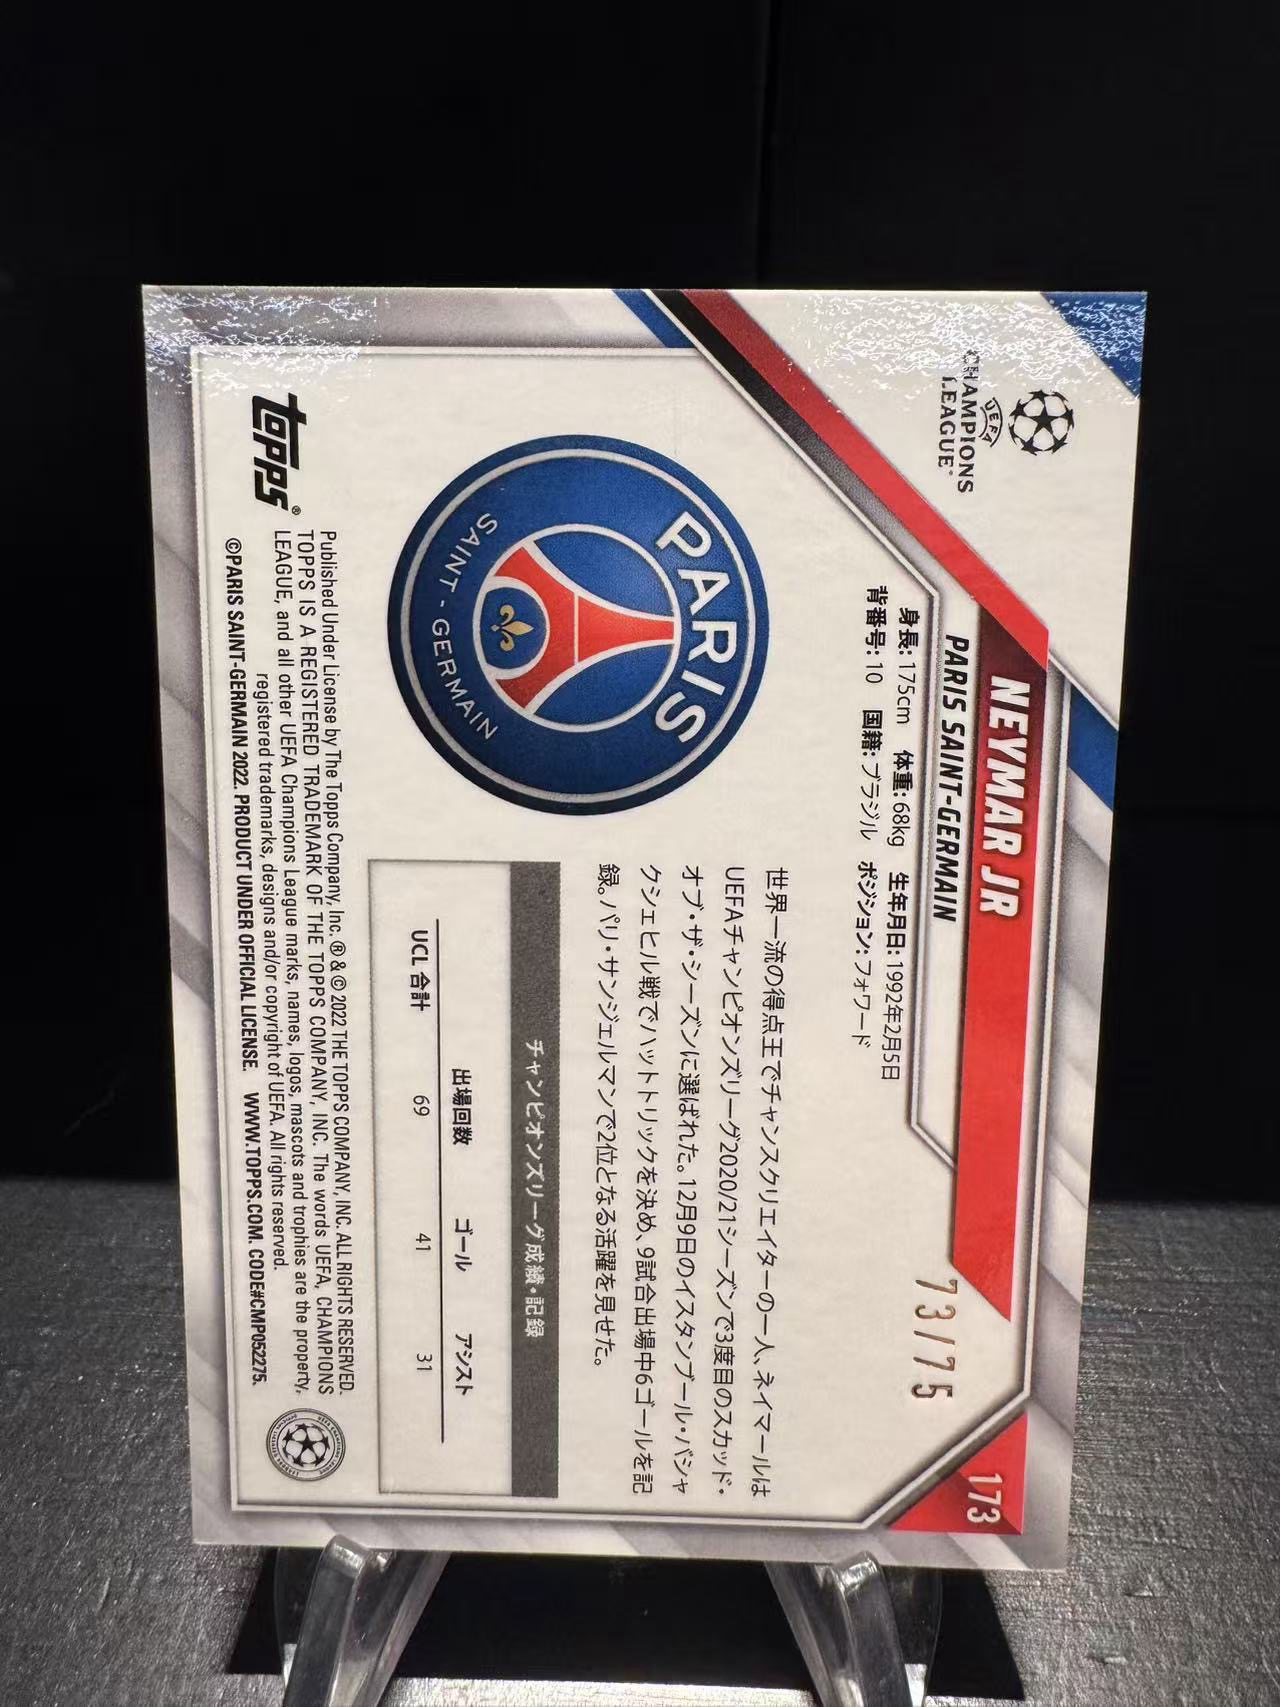 UEFA
CHAMPIONS
LEAGUE®
NEYMAR JR
PARIS SAINT-GERMAIN
73/75
173
身長: 175cm 体重: 68kg 生年月日: 1992年2月5日
背番号: 10 国籍: ブラジル ポジション: フォワード
PARIS
SAINT-GERMAIN
世界一流の得点王でチャンスクリエイターの一人、ネイマールは
UEFAチャンピオンズリーグ2020/21シーズンで3度目のスカッド・
オブ・ザ・シーズンに選ばれた。12月9日のイスタンブール・バシャ
クシェヒル戦でハットトリックを決め、9試合出場中6ゴールを記
録。パリ・サンジェルマンで2位となる活躍を見せた。
チャンピオンズリーグ成績・記録
出場回数 ゴール アシスト
UCL 合計 69 41 31
topps®
Published Under License by The Topps Company, Inc. ® & © 2022 THE TOPPS COMPANY, INC. ALL RIGHTS RESERVED.
TOPPS IS A REGISTERED TRADEMARK OF THE TOPPS COMPANY, INC. The words UEFA, CHAMPIONS
LEAGUE, and all other UEFA Champions League marks, names, logos, mascots and trophies are the property,
registered trademarks, designs and/or copyright of UEFA. All rights reserved.
©PARIS SAINT-GERMAIN 2022. PRODUCT UNDER OFFICIAL LICENSE. WWW.TOPPS.COM. CODE#CMP052275.